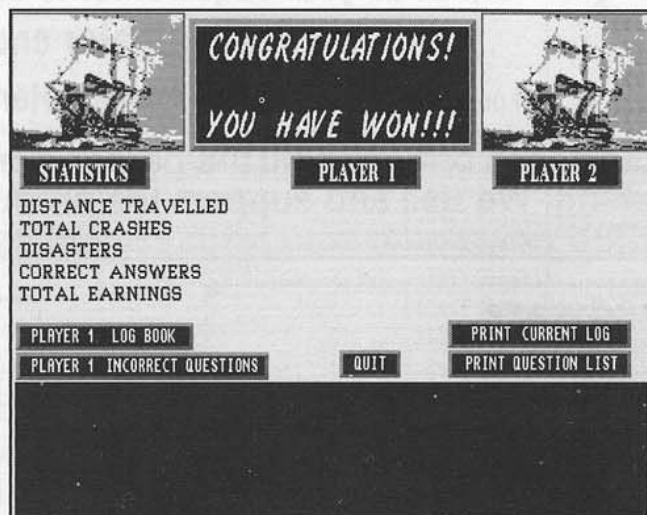 CONGRATULATIONS!
YOU HAVE WON!!!
STATISTICS PLAYER 1 PLAYER 2
DISTANCE TRAVELLED
TOTAL CRASHES
DISASTERS
CORRECT ANSWERS
TOTAL EARNINGS
PLAYER 1 LOG BOOK PRINT CURRENT LOG
PLAYER 1 INCORRECT QUESTIONS QUIT PRINT QUESTION LIST